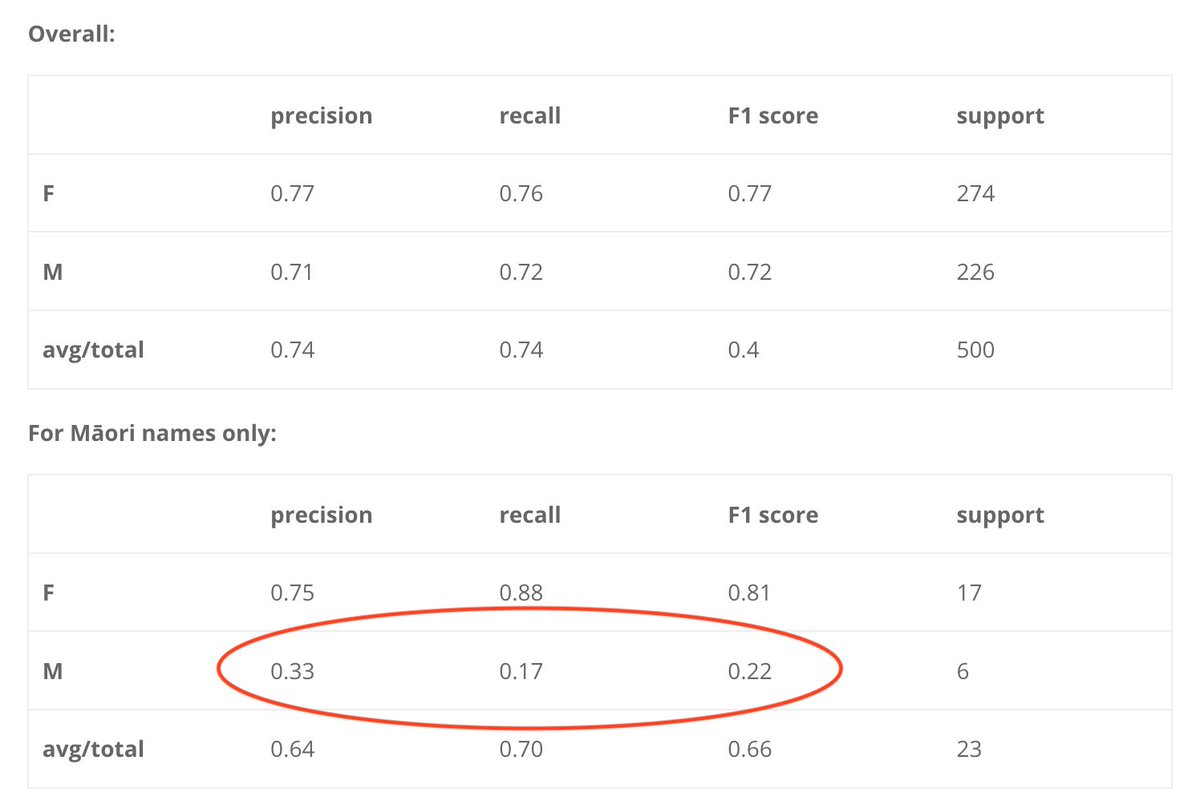 Overall:
precision recall F1 score support
F 0.77 0.76 0.77 274
M 0.71 0.72 0.72 226
avg/total 0.74 0.74 0.4 500
For Māori names only:
precision recall F1 score support
F 0.75 0.88 0.81 17
M 0.33 0.17 0.22 6
avg/total 0.64 0.70 0.66 23